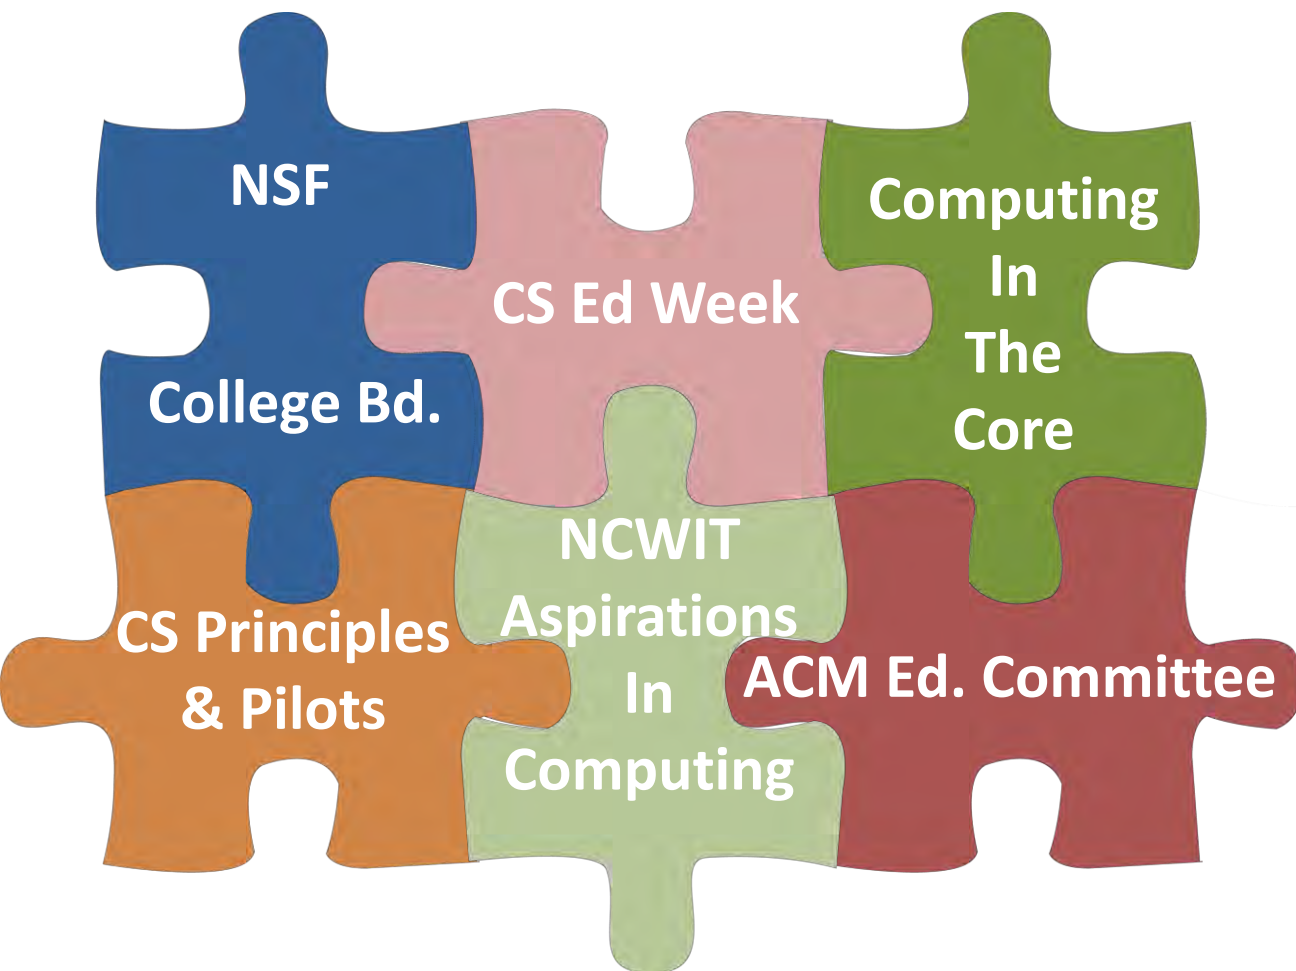 NSF
College Bd.
CS Ed Week
Computing
In
The
Core
CS Principles
& Pilots
NCWIT
Aspirations
In
Computing
ACM Ed. Committee